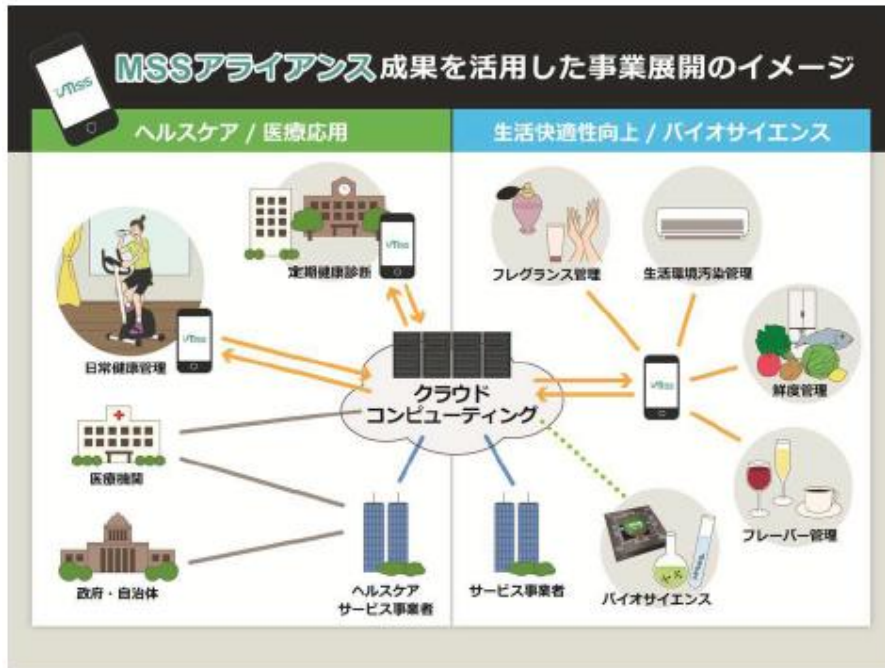 MSSアライアンス 成果を活用した事業展開のイメージ
MSS
ヘルスケア / 医療応用
生活快適性向上 / バイオサイエンス
定期健康診断
MSS
日常健康管理
MSS
フレグランス管理
生活環境汚染管理
MSS
鮮度管理
フレーバー管理
クラウド
コンピューティング
医療機関
政府・自治体
ヘルスケア
サービス事業者
サービス事業者
バイオサイエンス